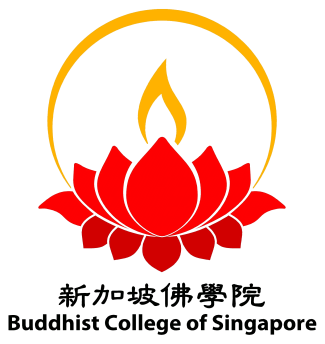 新加坡佛學院
Buddhist College of Singapore